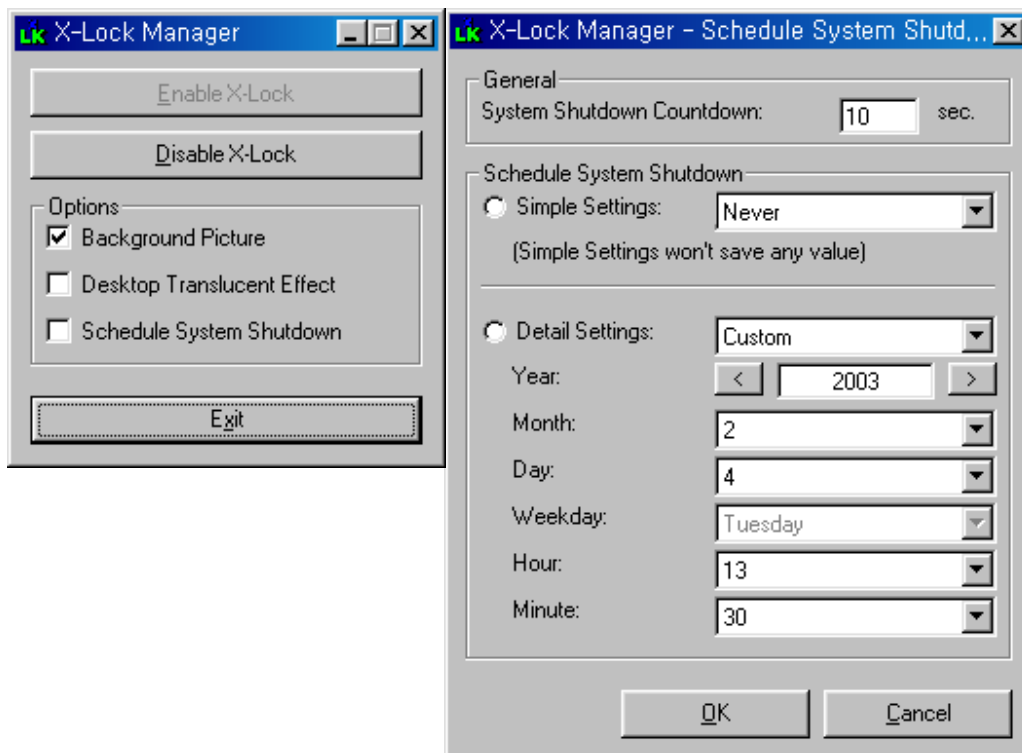 LK X-Lock Manager
Enable X-Lock
Disable X-Lock
Options
Background Picture
Desktop Translucent Effect
Schedule System Shutdown
Exit
LK X-Lock Manager - Schedule System Shutd...
General
System Shutdown Countdown: 10 sec.
Schedule System Shutdown
Simple Settings: Never
(Simple Settings won't save any value)
Detail Settings: Custom
Year: < 2003 >
Month: 2
Day: 4
Weekday: Tuesday
Hour: 13
Minute: 30
OK Cancel